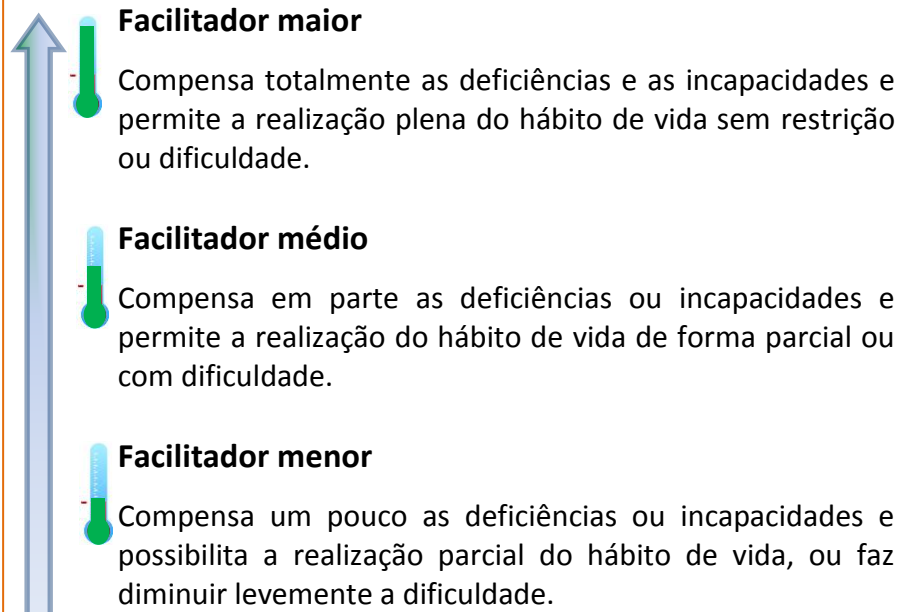 Facilitador maior
Compensa totalmente as deficiências e as incapacidades e
permite a realização plena do hábito de vida sem restrição
ou dificuldade.
Facilitador médio
Compensa em parte as deficiências ou incapacidades e
permite a realização do hábito de vida de forma parcial ou
com dificuldade.
Facilitador menor
Compensa um pouco as deficiências ou incapacidades e
possibilita a realização parcial do hábito de vida, ou faz
diminuir levemente a dificuldade.